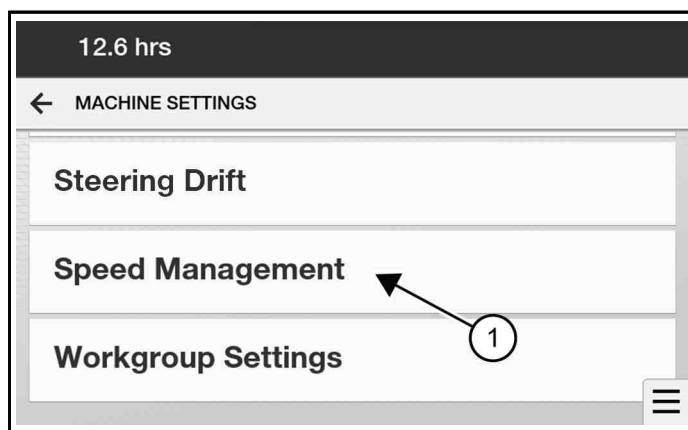 12.6 hrs
MACHINE SETTINGS
Steering Drift
Speed Management
1
Workgroup Settings